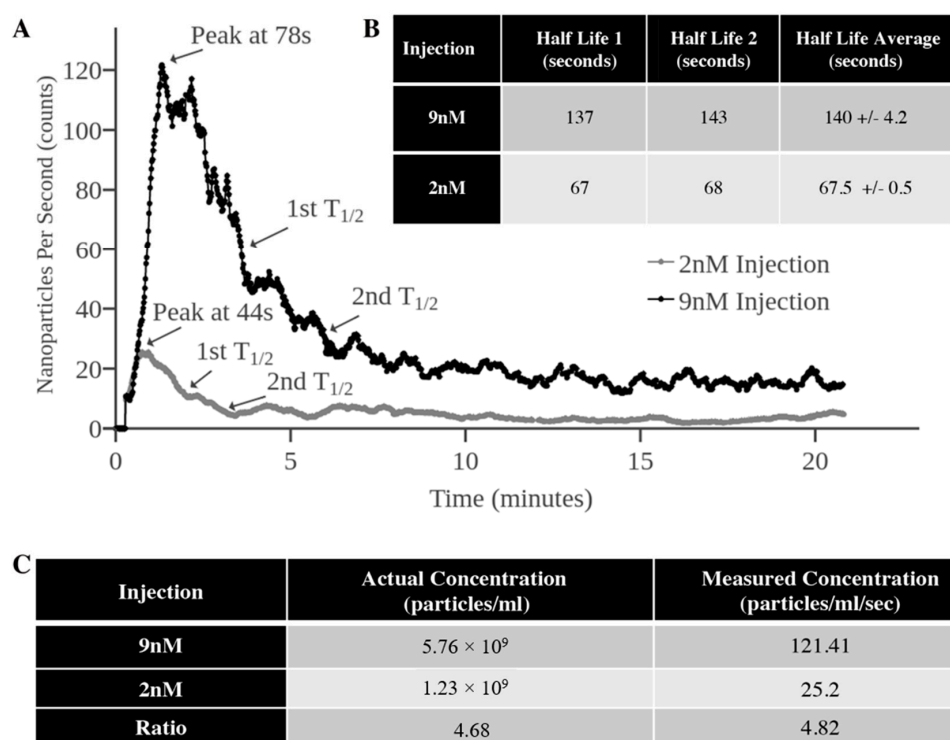 A
Peak at 78s
Nanoparticles Per Second (counts)
120
100
80
60
40
20
0
1st T1/2
2nd T1/2
Peak at 44s
1st T1/2
2nd T1/2
2nM Injection
9nM Injection
0 5 10 15 20
Time (minutes)
B
Injection Half Life 1 (seconds) Half Life 2 (seconds) Half Life Average (seconds)
9nM 137 143 140 +/- 4.2
2nM 67 68 67.5 +/- 0.5
C
Injection Actual Concentration (particles/ml) Measured Concentration (particles/ml/sec)
9nM 5.76 × 10⁹ 121.41
2nM 1.23 × 10⁹ 25.2
Ratio 4.68 4.82